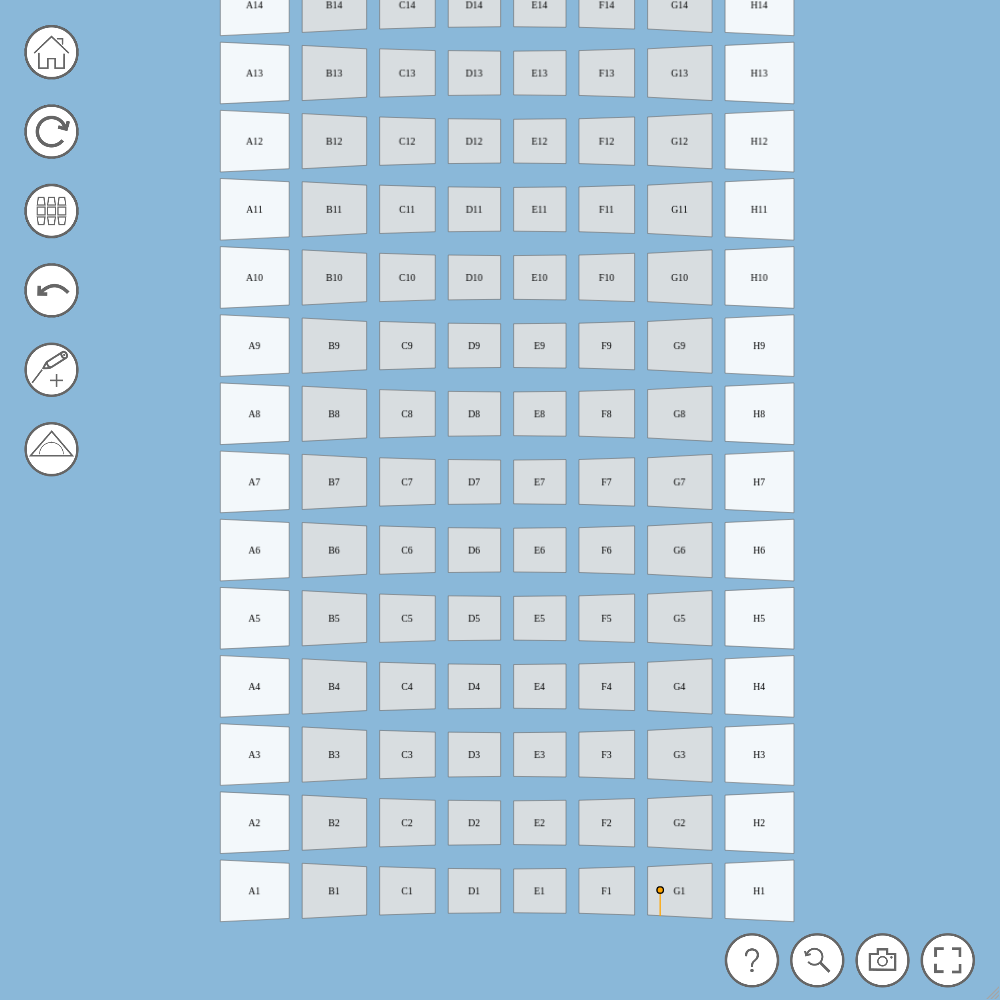 A14 B14 C14 D14 E14 F14 G14 H14
A13 B13 C13 D13 E13 F13 G13 H13
A12 B12 C12 D12 E12 F12 G12 H12
A11 B11 C11 D11 E11 F11 G11 H11
A10 B10 C10 D10 E10 F10 G10 H10
A9 B9 C9 D9 E9 F9 G9 H9
A8 B8 C8 D8 E8 F8 G8 H8
A7 B7 C7 D7 E7 F7 G7 H7
A6 B6 C6 D6 E6 F6 G6 H6
A5 B5 C5 D5 E5 F5 G5 H5
A4 B4 C4 D4 E4 F4 G4 H4
A3 B3 C3 D3 E3 F3 G3 H3
A2 B2 C2 D2 E2 F2 G2 H2
A1 B1 C1 D1 E1 F1 G1 H1
?